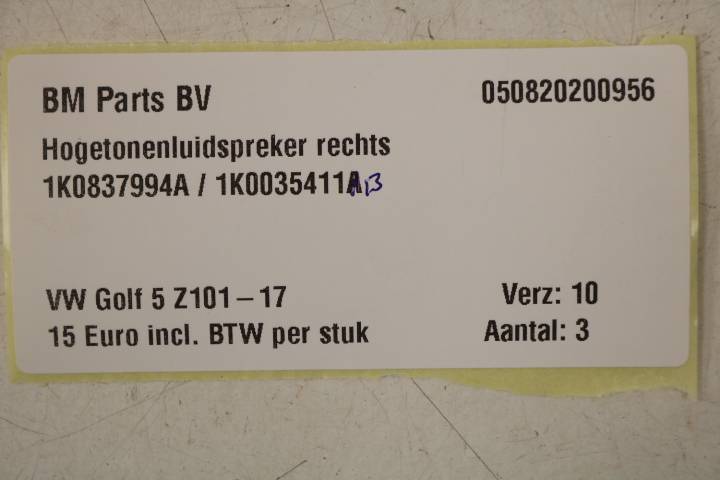 BM Parts BV
050820200956
Hogetonenluidspreker rechts
1K0837994A / 1K0035411AB
VW Golf 5 Z101 – 17
Verz: 10
15 Euro incl. BTW per stuk
Aantal: 3